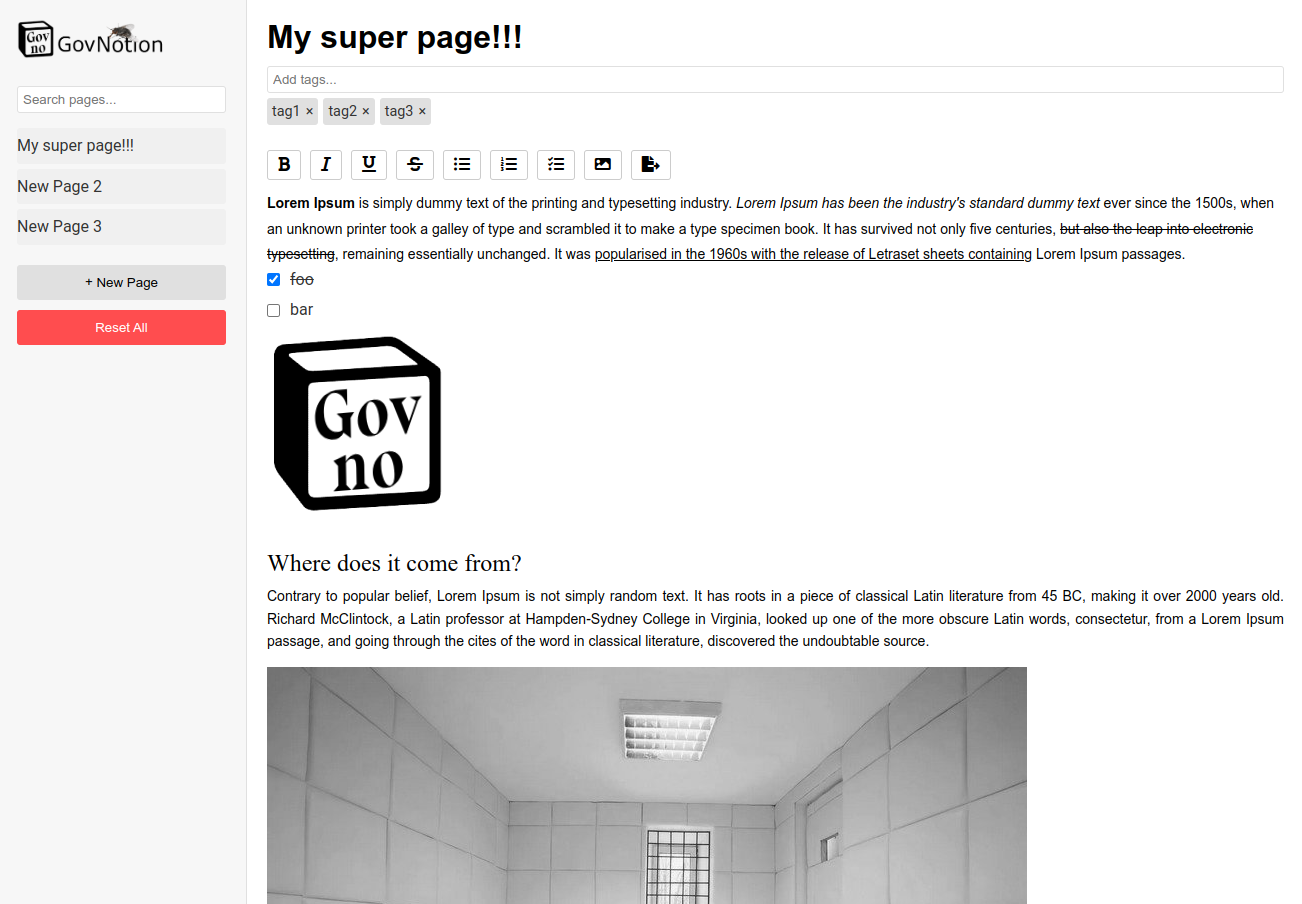 Gov
no
GovNotion
Search pages...
My super page!!!
New Page 2
New Page 3
+ New Page
Reset All
My super page!!!
Add tags...
tag1 × tag2 × tag3 ×
B I U S
Lorem Ipsum is simply dummy text of the printing and typesetting industry. Lorem Ipsum has been the industry's standard dummy text ever since the 1500s, when
an unknown printer took a galley of type and scrambled it to make a type specimen book. It has survived not only five centuries, but also the leap into electronic
typesetting, remaining essentially unchanged. It was popularised in the 1960s with the release of Letraset sheets containing Lorem Ipsum passages.
foo
bar
Gov
no
Where does it come from?
Contrary to popular belief, Lorem Ipsum is not simply random text. It has roots in a piece of classical Latin literature from 45 BC, making it over 2000 years old.
Richard McClintock, a Latin professor at Hampden-Sydney College in Virginia, looked up one of the more obscure Latin words, consectetur, from a Lorem Ipsum
passage, and going through the cites of the word in classical literature, discovered the undoubtable source.